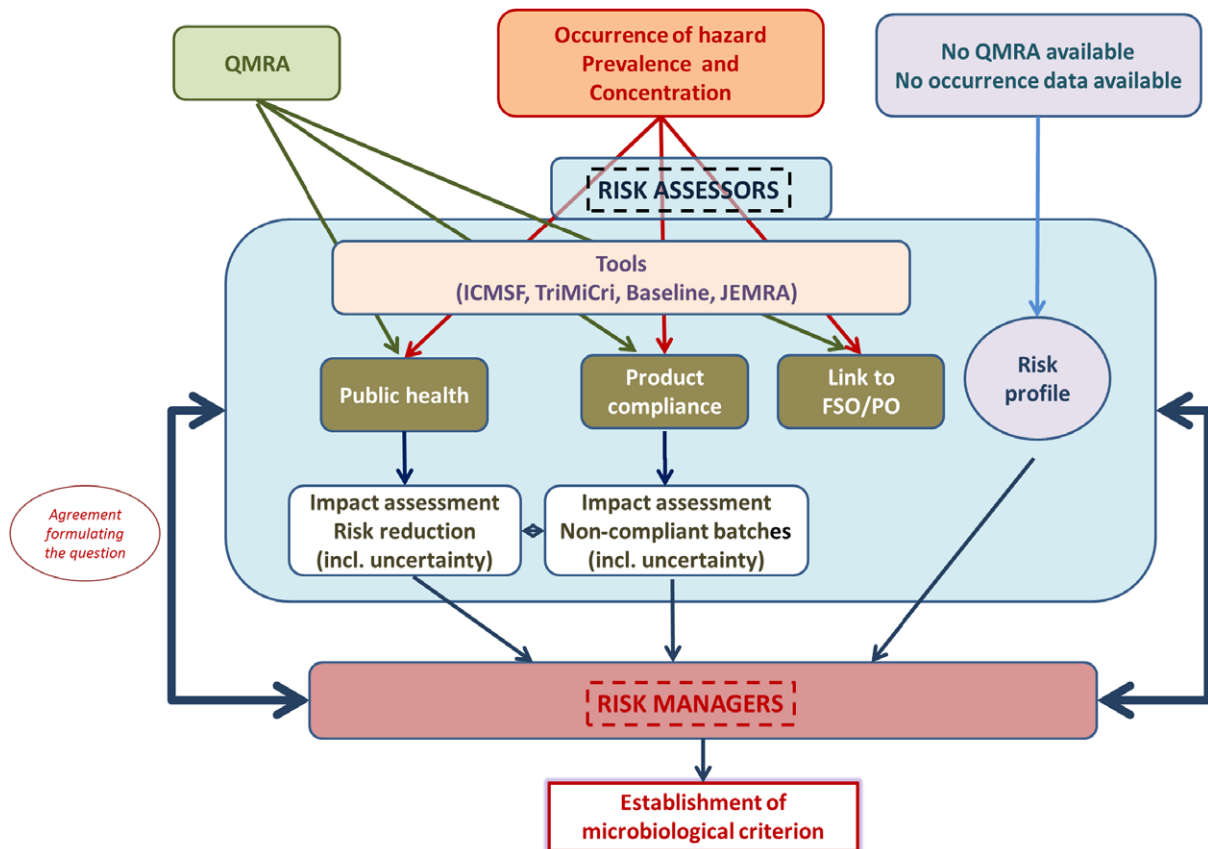 QMRA
Occurrence of hazard
Prevalence and
Concentration
No QMRA available
No occurrence data available
RISK ASSESSORS
Tools
(ICMSF, TriMiCri, Baseline, JEMRA)
Public health
Product
compliance
Link to
FSO/PO
Risk
profile
Agreement
formulating
the question
Impact assessment
Risk reduction
(incl. uncertainty)
Impact assessment
Non-compliant batches
(incl. uncertainty)
RISK MANAGERS
Establishment of
microbiological criterion